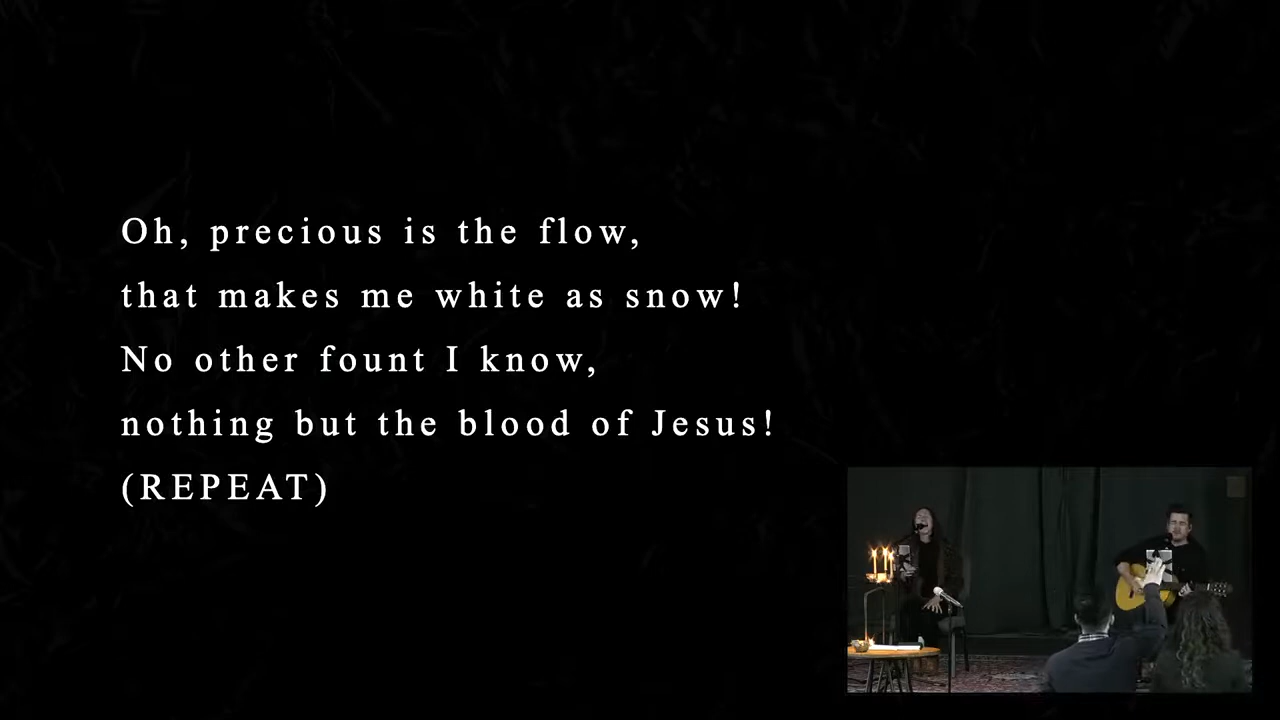 Oh, precious is the flow,
that makes me white as snow!
No other fount I know,
nothing but the blood of Jesus!
(REPEAT)